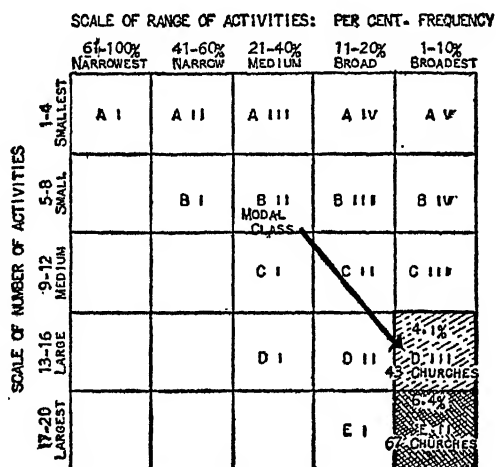 SCALE OF RANGE OF ACTIVITIES: PER CENT. FREQUENCY
61-100% 41-60% 21-40% 11-20% 1-10%
NARROWEST NARROW MEDIUM BROAD BROADEST
SCALE OF NUMBER OF ACTIVITIES
1-4
SMALLEST
A I A II A III A IV A V
5-8
SMALL
B I B II B III B IV
MODAL
CLASS
9-12
MEDIUM
C I C II C III
13-16
LARGE
4.1%
D I D II D III
43 CHURCHES
17-20
LARGEST
6.4%
E I E II
67 CHURCHES